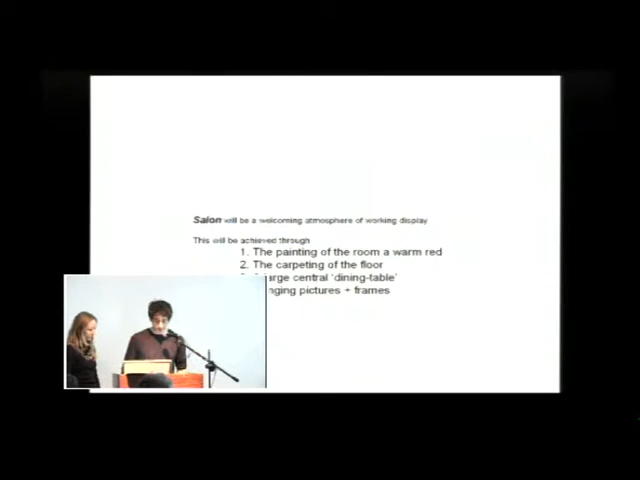 Salon will be a welcoming atmosphere of working display
This will be achieved through
1. The painting of the room a warm red
2. The carpeting of the floor
large central 'dining-table'
pictures + frames